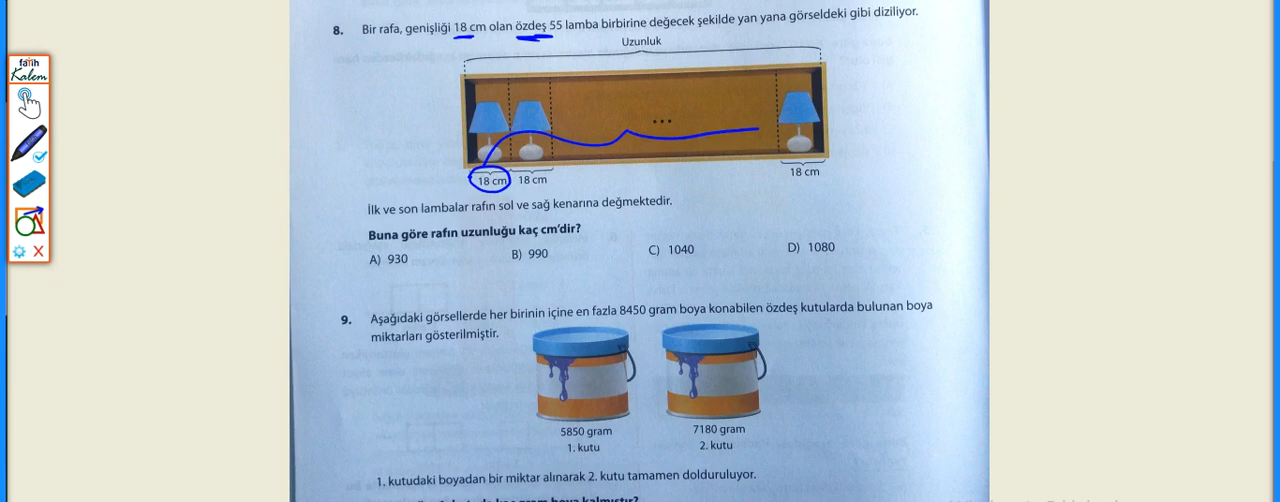 fatih
Kalem
8. Bir rafa, genişliği 18 cm olan özdeş 55 lamba birbirine değecek şekilde yan yana görseldeki gibi diziliyor.
Uzunluk
...
18 cm 18 cm 18 cm
İlk ve son lambalar rafın sol ve sağ kenarına değmektedir.
Buna göre rafın uzunluğu kaç cm'dir?
A) 930 B) 990 C) 1040 D) 1080
9. Aşağıdaki görsellerde her birinin içine en fazla 8450 gram boya konabilen özdeş kutularda bulunan boya
miktarları gösterilmiştir.
5850 gram 7180 gram
1. kutu 2. kutu
1. kutudaki boyadan bir miktar alınarak 2. kutu tamamen dolduruluyor.
kaç gram boya kalmıştır?
X